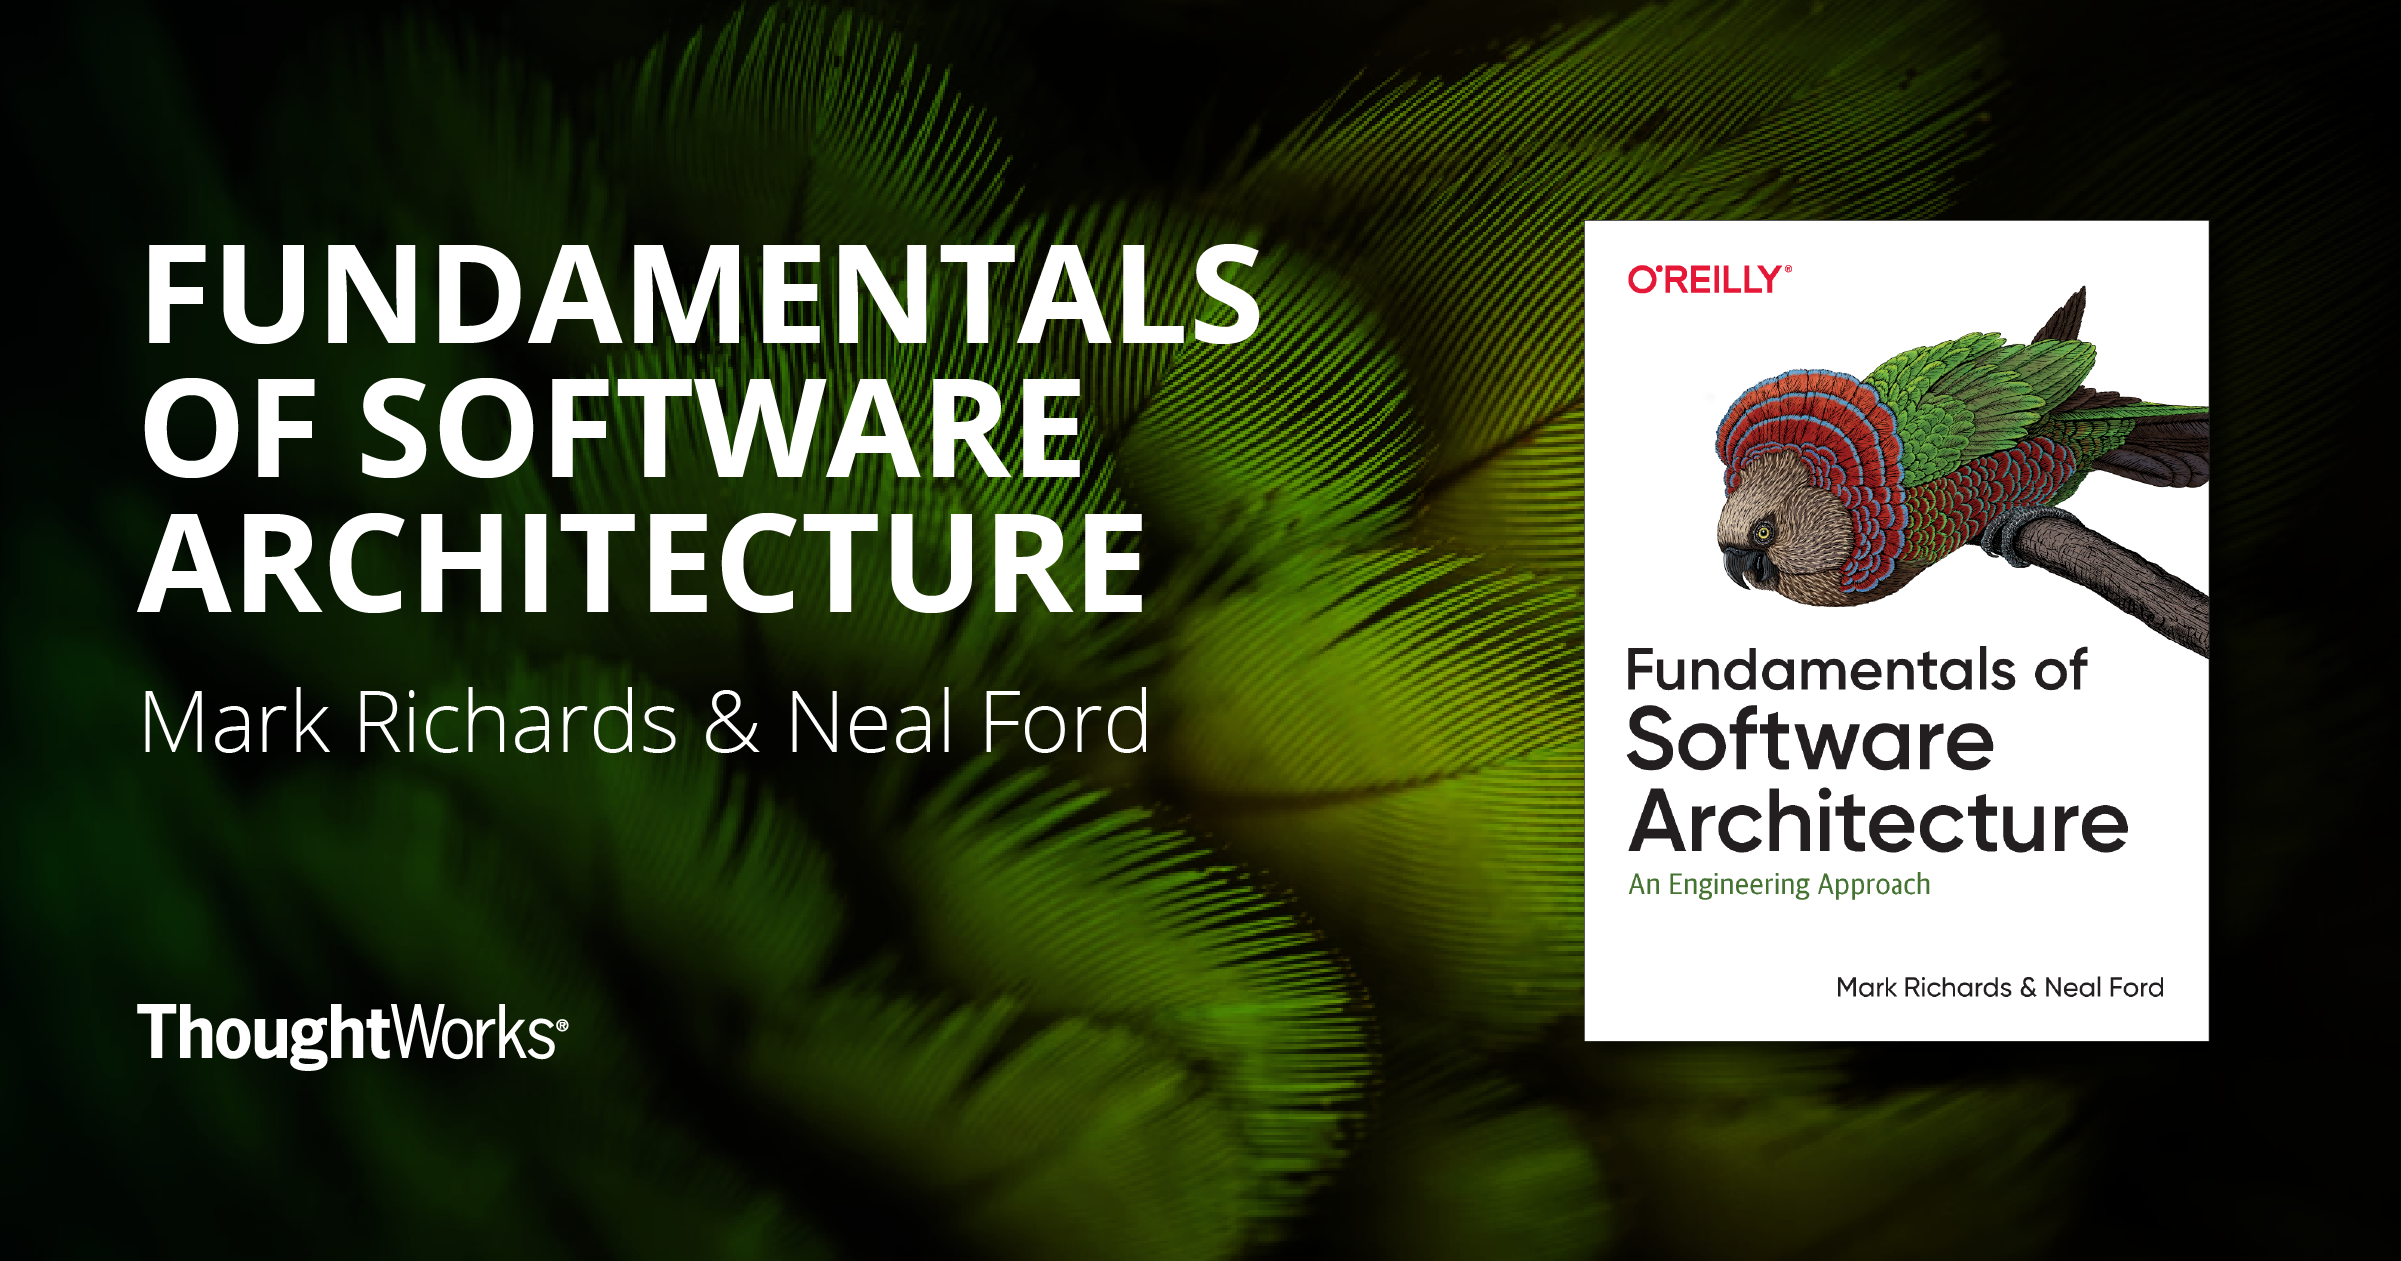 FUNDAMENTALS
OF SOFTWARE
ARCHITECTURE
Mark Richards & Neal Ford
ThoughtWorks®
O'REILLY®
Fundamentals of
Software
Architecture
An Engineering Approach
Mark Richards & Neal Ford